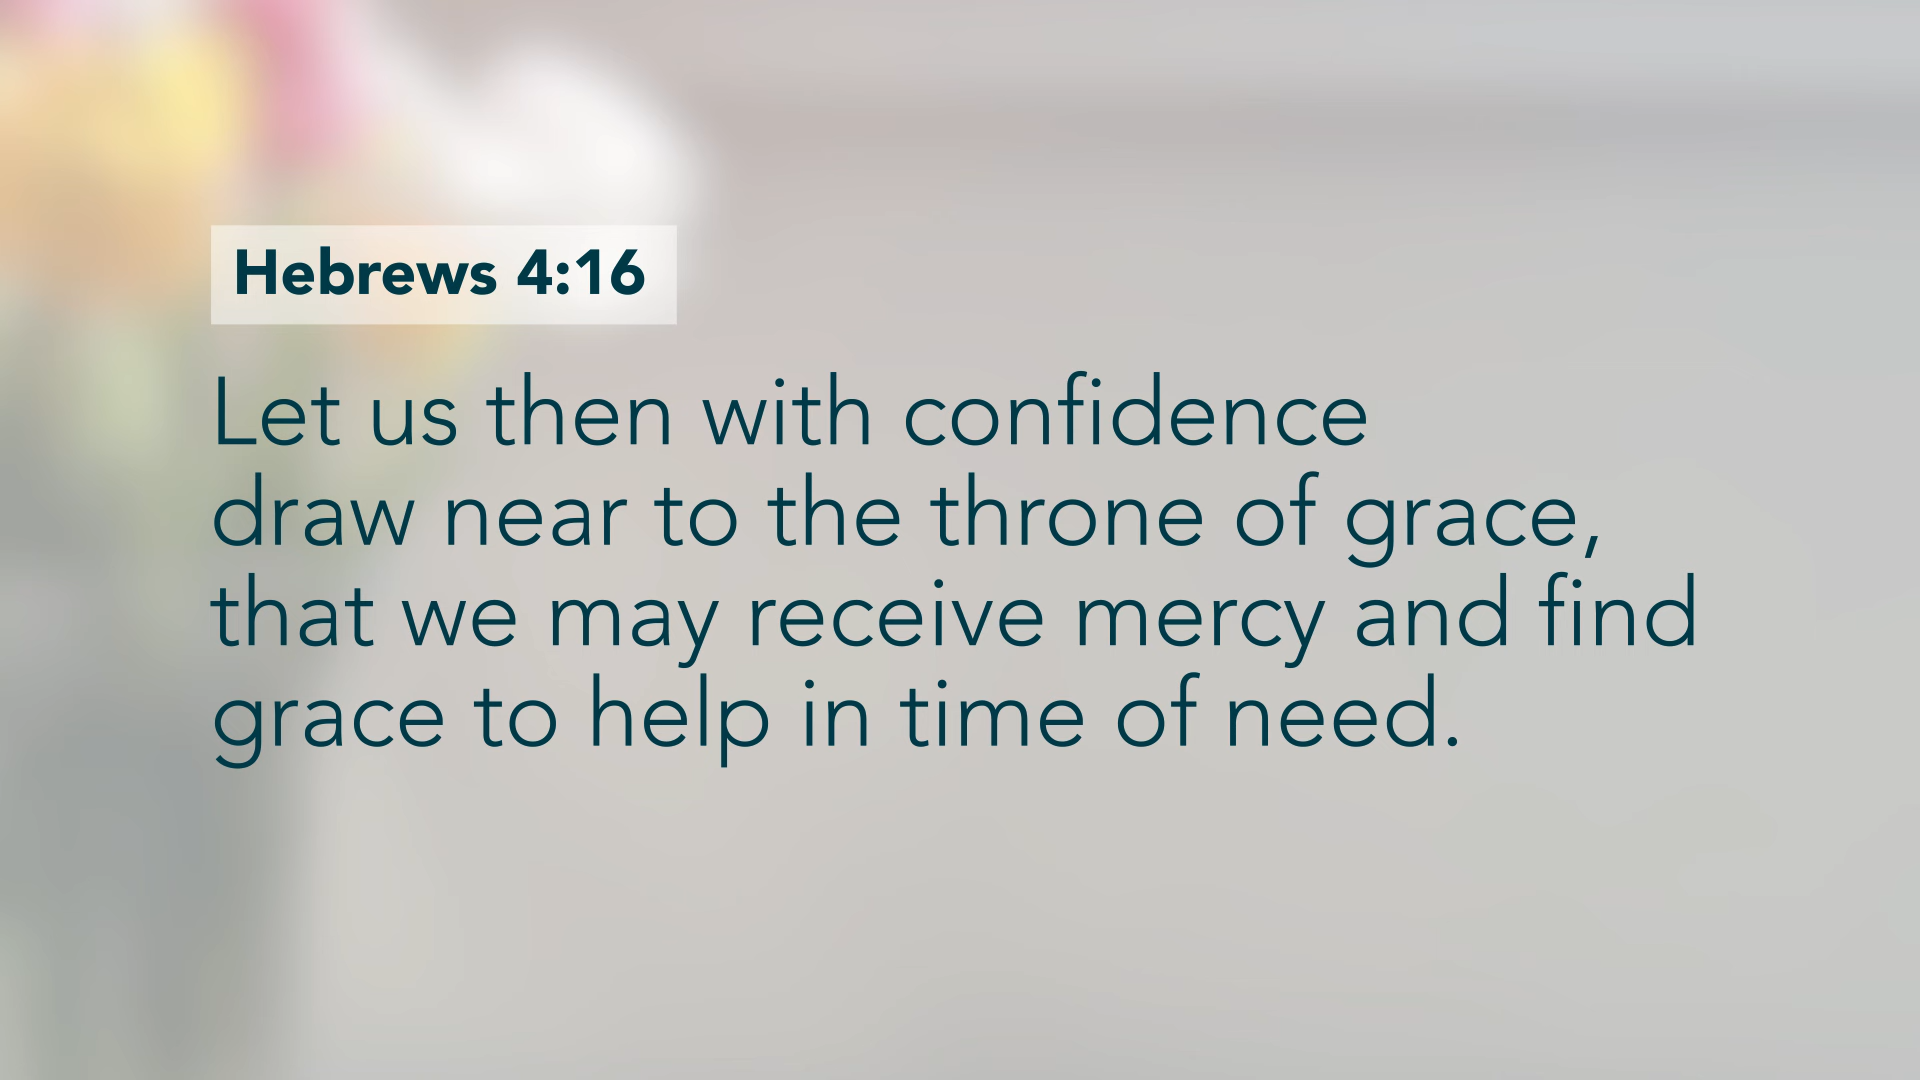 Hebrews 4:16
Let us then with confidence
draw near to the throne of grace,
that we may receive mercy and find
grace to help in time of need.